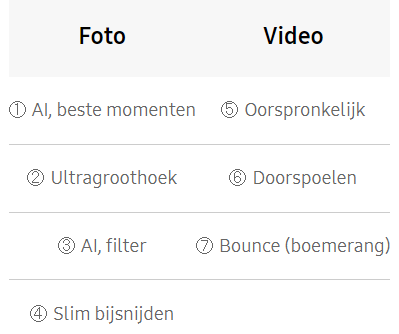 Foto Video
① AI, beste momenten ⑤ Oorspronkelijk
② Ultragroothoek ⑥ Doorspoelen
③ AI, filter ⑦ Bounce (boemerang)
④ Slim bijsnijden